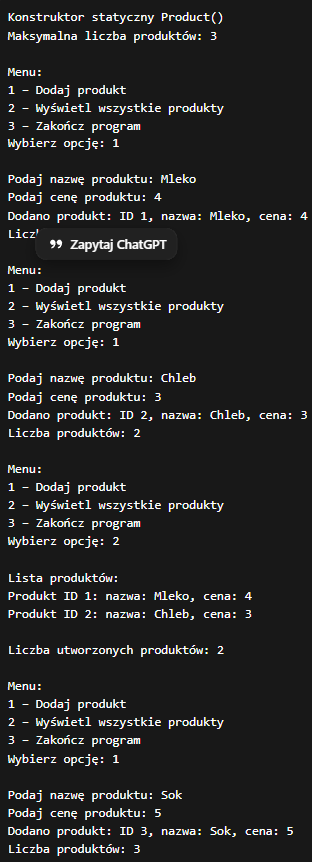 Konstruktor statyczny Product()
Maksymalna liczba produktów: 3
Menu:
1 – Dodaj produkt
2 – Wyświetl wszystkie produkty
3 – Zakończ program
Wybierz opcję: 1
Podaj nazwę produktu: Mleko
Podaj cenę produktu: 4
Dodano produkt: ID 1, nazwa: Mleko, cena: 4
Zapytaj ChatGPT
Menu:
1 – Dodaj produkt
2 – Wyświetl wszystkie produkty
3 – Zakończ program
Wybierz opcję: 1
Podaj nazwę produktu: Chleb
Podaj cenę produktu: 3
Dodano produkt: ID 2, nazwa: Chleb, cena: 3
Liczba produktów: 2
Menu:
1 – Dodaj produkt
2 – Wyświetl wszystkie produkty
3 – Zakończ program
Wybierz opcję: 2
Lista produktów:
Produkt ID 1: nazwa: Mleko, cena: 4
Produkt ID 2: nazwa: Chleb, cena: 3
Liczba utworzonych produktów: 2
Menu:
1 – Dodaj produkt
2 – Wyświetl wszystkie produkty
3 – Zakończ program
Wybierz opcję: 1
Podaj nazwę produktu: Sok
Podaj cenę produktu: 5
Dodano produkt: ID 3, nazwa: Sok, cena: 5
Liczba produktów: 3